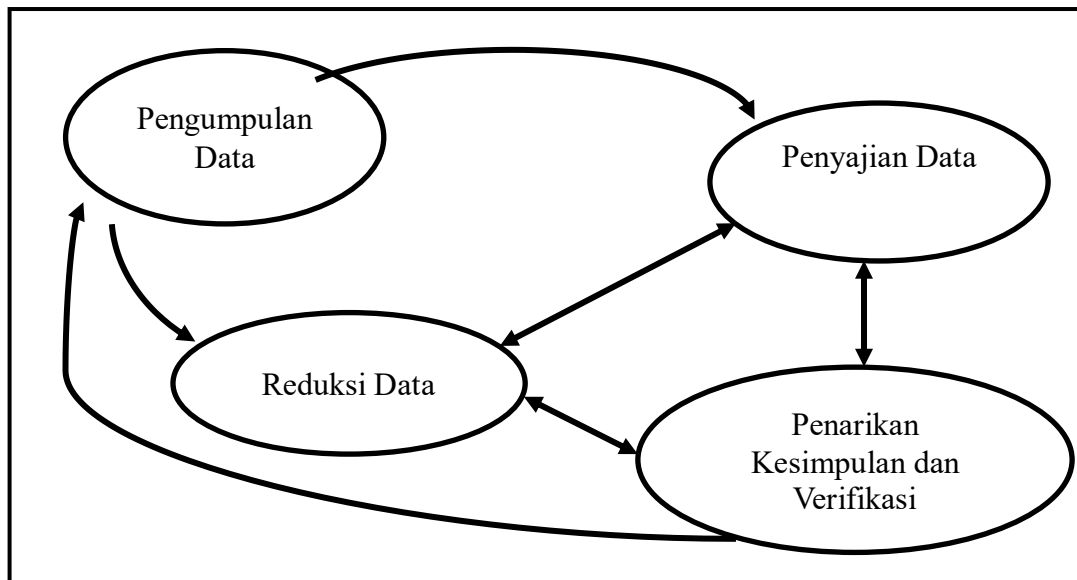 Pengumpulan
Data
Penyajian Data
Reduksi Data
Penarikan
Kesimpulan dan
Verifikasi